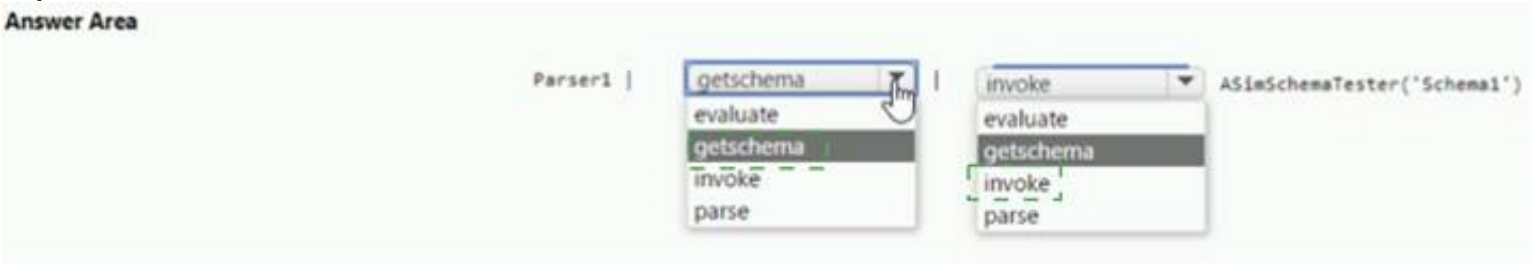 Answer Area
Parser1 | getschema | invoke ASimSchemaTester('Schema1')
evaluate
getschema
invoke
parse
evaluate
getschema
invoke
parse